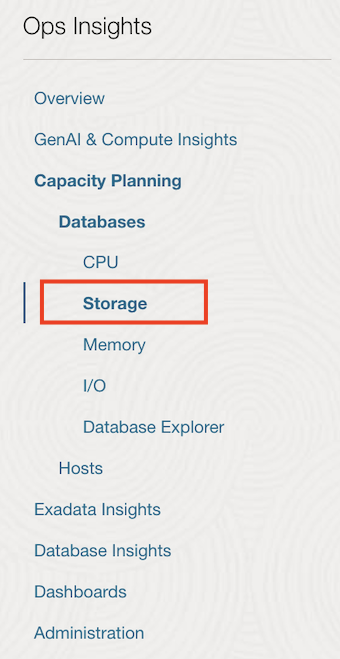 Ops Insights
Overview
GenAI & Compute Insights
Capacity Planning
Databases
CPU
Storage
Memory
I/O
Database Explorer
Hosts
Exadata Insights
Database Insights
Dashboards
Administration